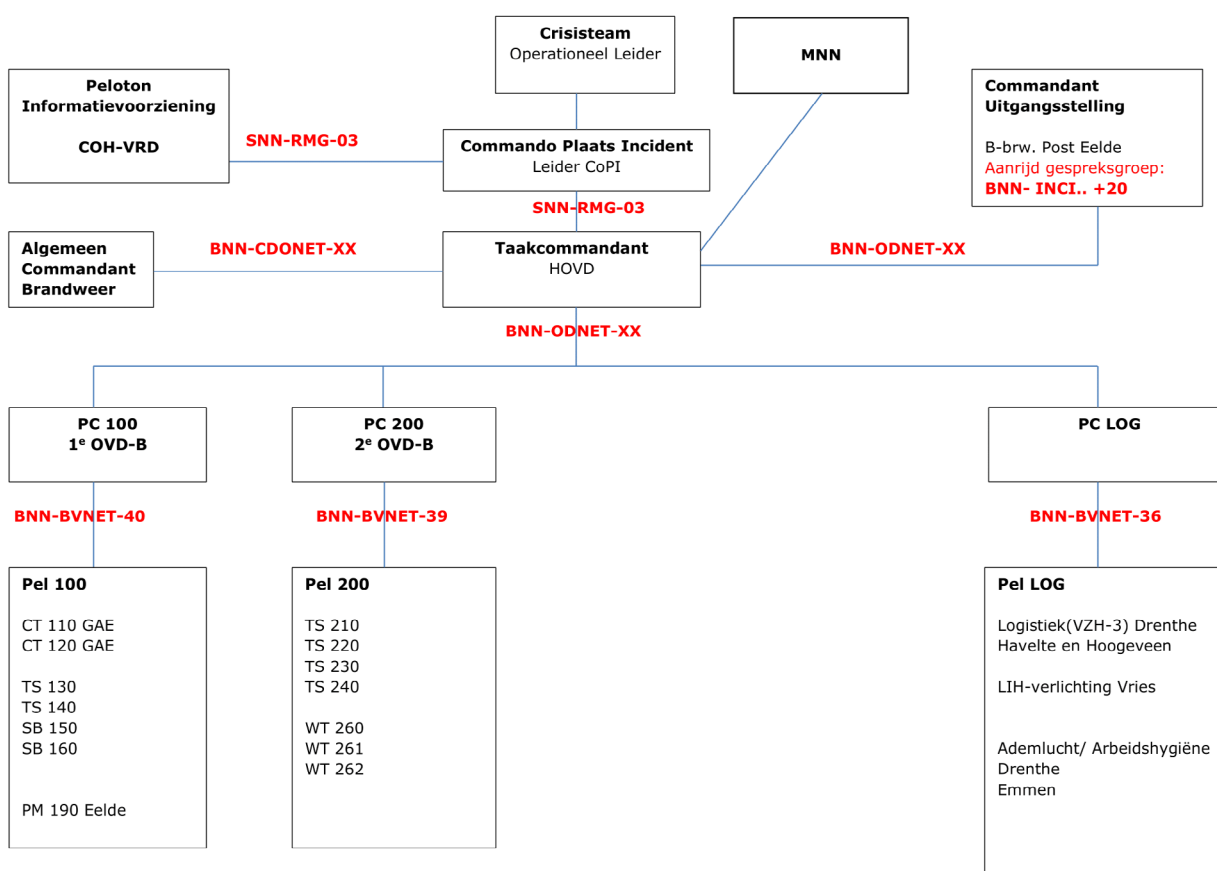 Crisisteam
Operationeel Leider
MNN
Peloton
Informatievoorziening
COH-VRD
SNN-RMG-03
Commando Plaats Incident
Leider CoPI
Commandant
Uitgangsstelling
B-brw. Post Eelde
Aanrijd gespreksgroep:
BNN- INCI.. +20
SNN-RMG-03
Algemeen
Commandant
Brandweer
BNN-CDONET-XX
Taakcommandant
HOVD
BNN-ODNET-XX
BNN-ODNET-XX
PC 100
1e OVD-B
PC 200
2e OVD-B
PC LOG
BNN-BVNET-40
BNN-BVNET-39
BNN-BVNET-36
Pel 100
CT 110 GAE
CT 120 GAE
TS 130
TS 140
SB 150
SB 160
PM 190 Eelde
Pel 200
TS 210
TS 220
TS 230
TS 240
WT 260
WT 261
WT 262
Pel LOG
Logistiek(VZH-3) Drenthe
Havelte en Hoogeveen
LIH-verlichting Vries
Ademlucht/ Arbeidshygiëne
Drenthe
Emmen